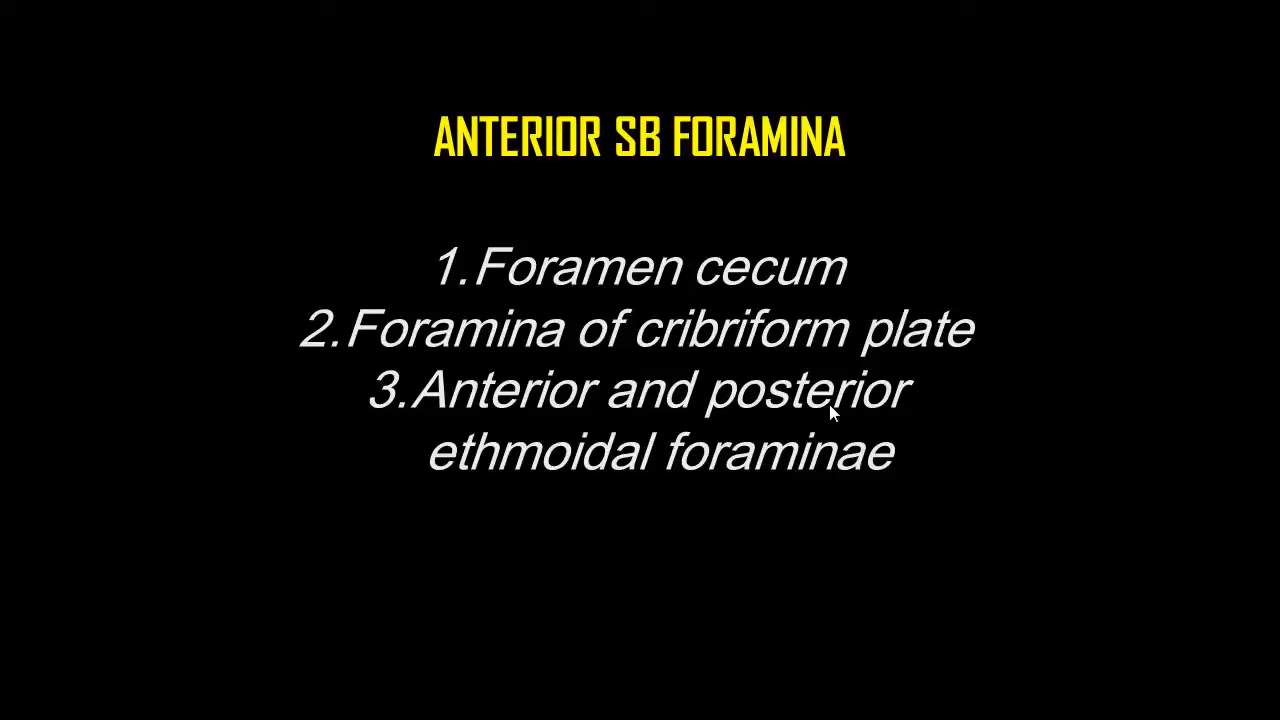 ANTERIOR SB FORAMINA
1.Foramen cecum
2.Foramina of cribriform plate
3.Anterior and posterior
ethmoidal foraminae